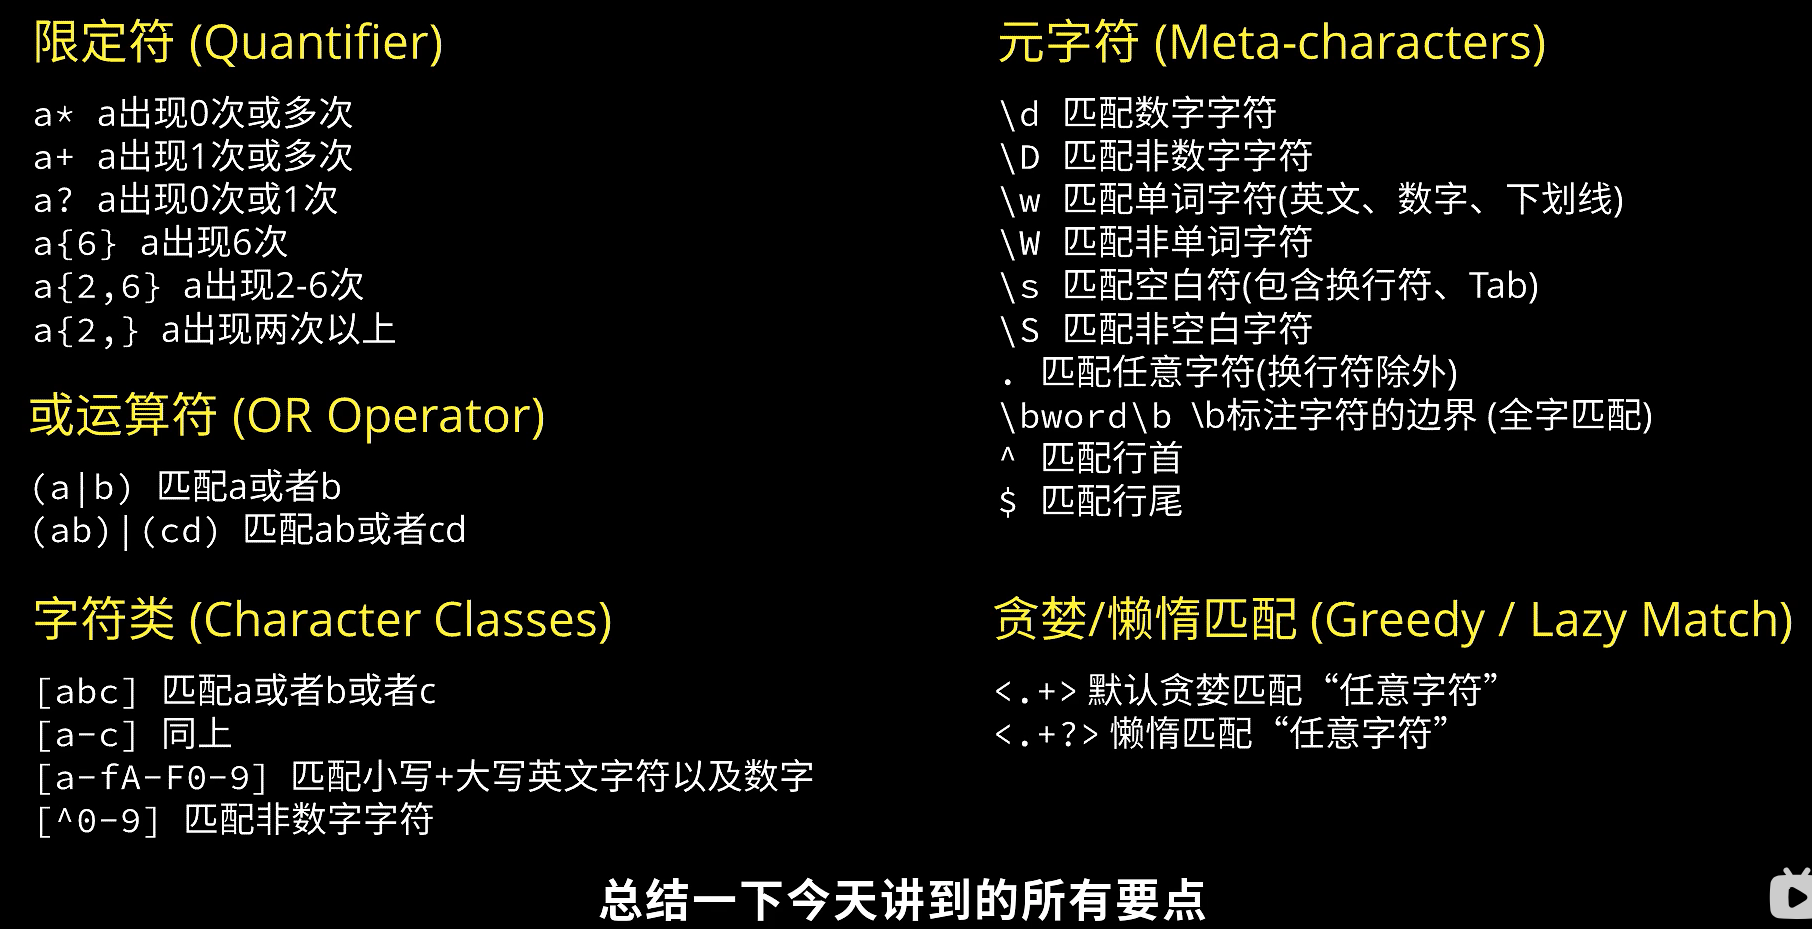 限定符 (Quantifier)
a* a出现0次或多次
a+ a出现1次或多次
a? a出现0次或1次
a{6} a出现6次
a{2,6} a出现2-6次
a{2,} a出现两次以上
或运算符 (OR Operator)
(a|b) 匹配a或者b
(ab)|(cd) 匹配ab或者cd
字符类 (Character Classes)
[abc] 匹配a或者b或者c
[a-c] 同上
[a-fA-F0-9] 匹配小写+大写英文字符以及数字
[^0-9] 匹配非数字字符
元字符 (Meta-characters)
\d 匹配数字字符
\D 匹配非数字字符
\w 匹配单词字符(英文、数字、下划线)
\W 匹配非单词字符
\s 匹配空白符(包含换行符、Tab)
\S 匹配非空白字符
. 匹配任意字符(换行符除外)
\bword\b \b标注字符的边界 (全字匹配)
^ 匹配行首
$ 匹配行尾
贪婪/懒惰匹配 (Greedy / Lazy Match)
<.+> 默认贪婪匹配“任意字符”
<.+?> 懒惰匹配“任意字符”
总结一下今天讲到的所有要点